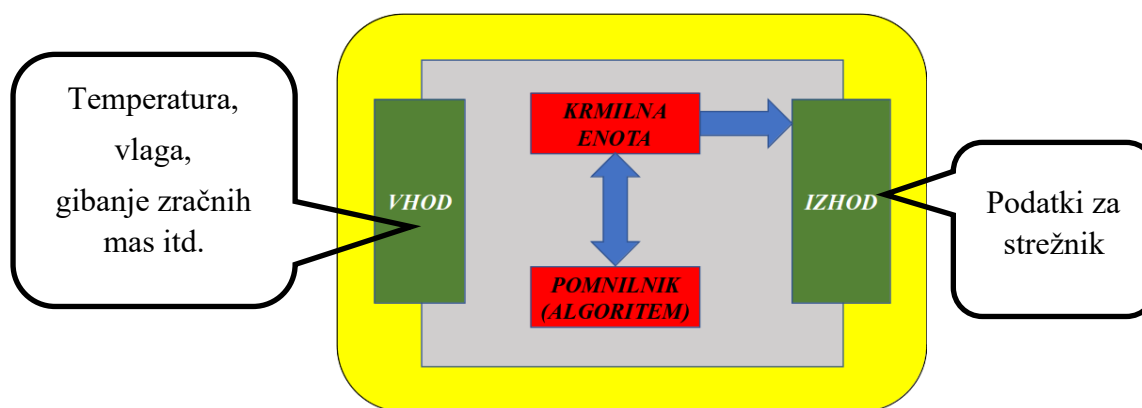 Temperatura,
vlaga,
gibanje zračnih
mas itd.
VHOD
KRMILNA
ENOTA
POMNILNIK
(ALGORITEM)
IZHOD
Podatki za
strežnik